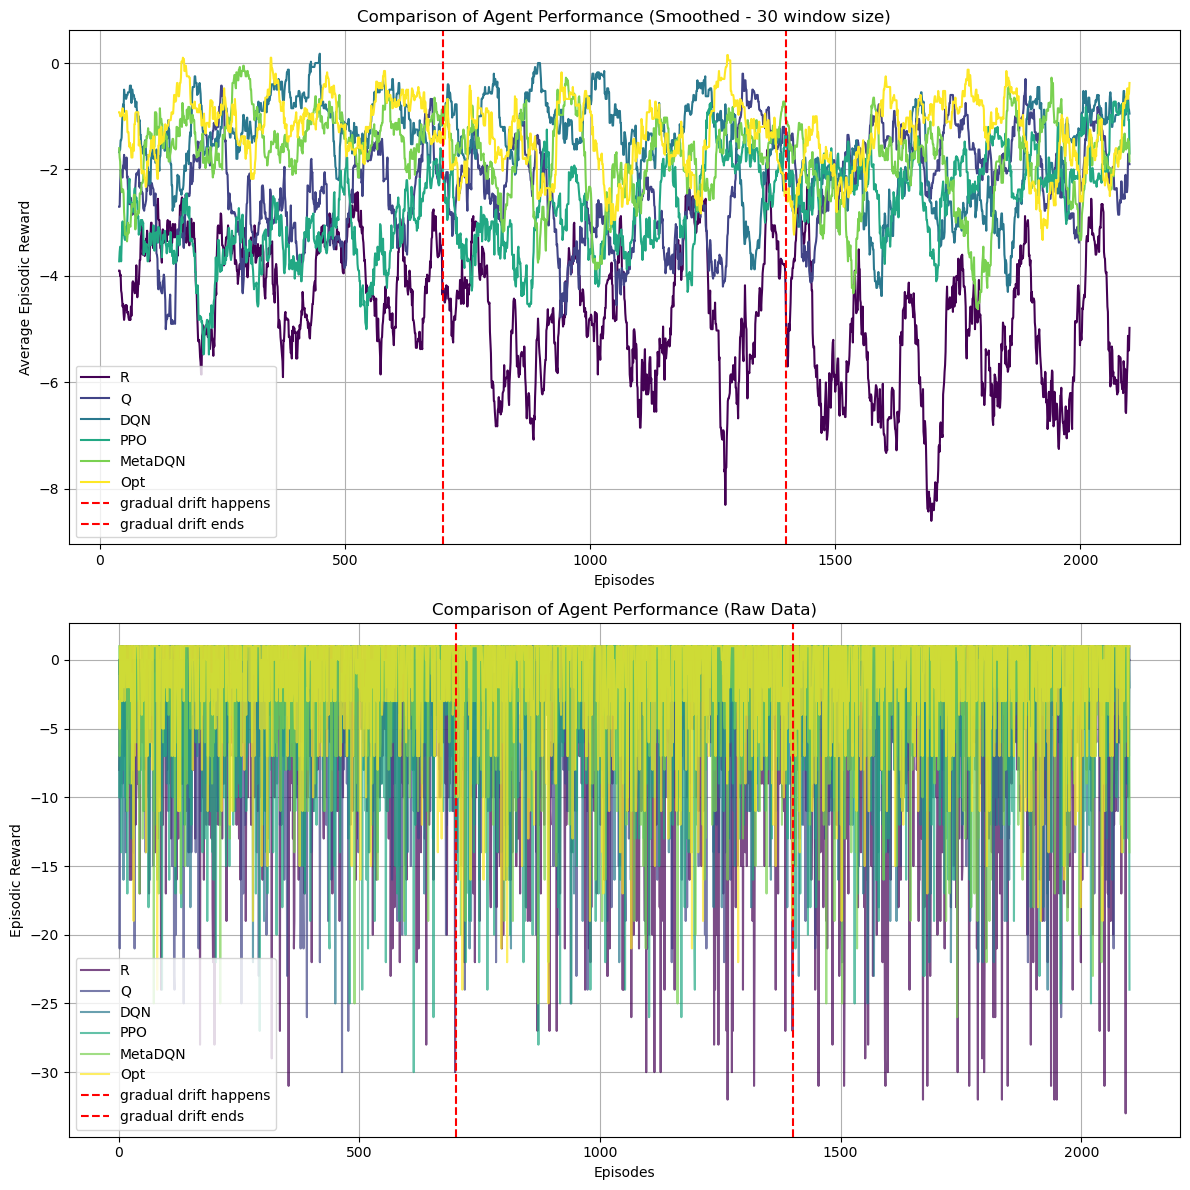 Comparison of Agent Performance (Smoothed - 30 window size)
Average Episodic Reward
0
−2
−4
−6
−8
R
Q
DQN
PPO
MetaDQN
Opt
gradual drift happens
gradual drift ends
0
500
1000
1500
2000
Episodes
Comparison of Agent Performance (Raw Data)
Episodic Reward
0
−5
−10
−15
−20
−25
−30
R
Q
DQN
PPO
MetaDQN
Opt
gradual drift happens
gradual drift ends
0
500
1000
1500
2000
Episodes